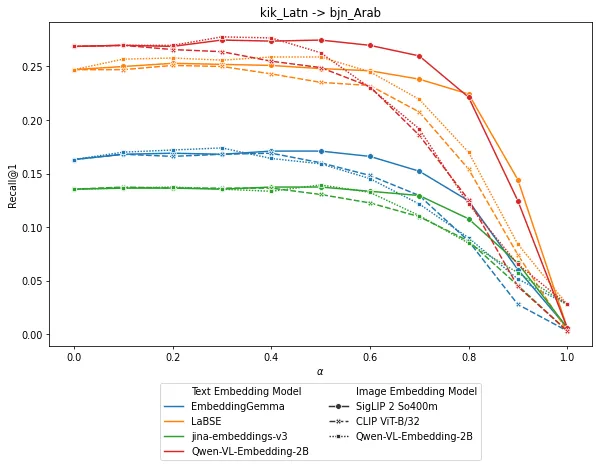 kik_Latn -> bjn_Arab
Recall@1
0.25
0.20
0.15
0.10
0.05
0.00
0.0 0.2 0.4 0.6 0.8 1.0
α
Text Embedding Model
EmbeddingGemma
LaBSE
jina-embeddings-v3
Qwen-VL-Embedding-2B
Image Embedding Model
SigLIP 2 So400m
CLIP ViT-B/32
Qwen-VL-Embedding-2B